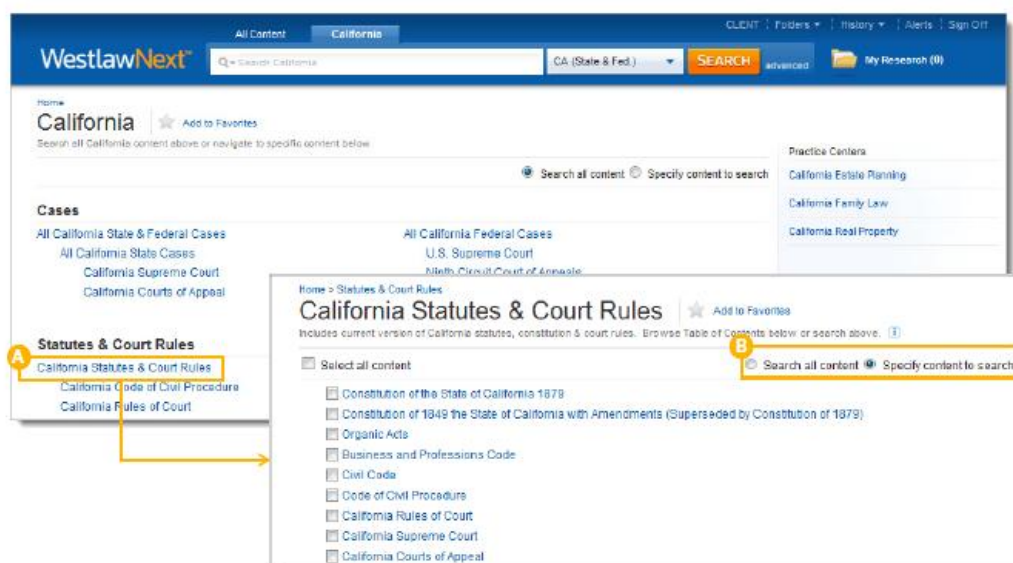 All Content California CLIENT Folders History Alerts Sign Off
WestlawNext Search California CA (State & Fed.) SEARCH advanced My Research (0)
Home
California Add to Favorites
Search all California content above or navigate to specific content below
Search all content Specify content to search
Practice Centers
California Estate Planning
California Family Law
California Real Property
Cases
All California State & Federal Cases All California Federal Cases
All California State Cases U.S. Supreme Court
California Supreme Court Ninth Circuit Court of Appeals
California Courts of Appeal
Statutes & Court Rules
A
California Statutes & Court Rules
California Code of Civil Procedure
California Rules of Court
Home > Statutes & Court Rules
California Statutes & Court Rules Add to Favorites
Includes current version of California statutes, constitution & court rules. Browse Table of Contents below or search above. i
B
Select all content Search all content Specify content to search
Constitution of the State of California 1879
Constitution of 1849 the State of California with Amendments (Superseded by Constitution of 1879)
Organic Acts
Business and Professions Code
Civil Code
Code of Civil Procedure
California Rules of Court
California Supreme Court
California Courts of Appeal